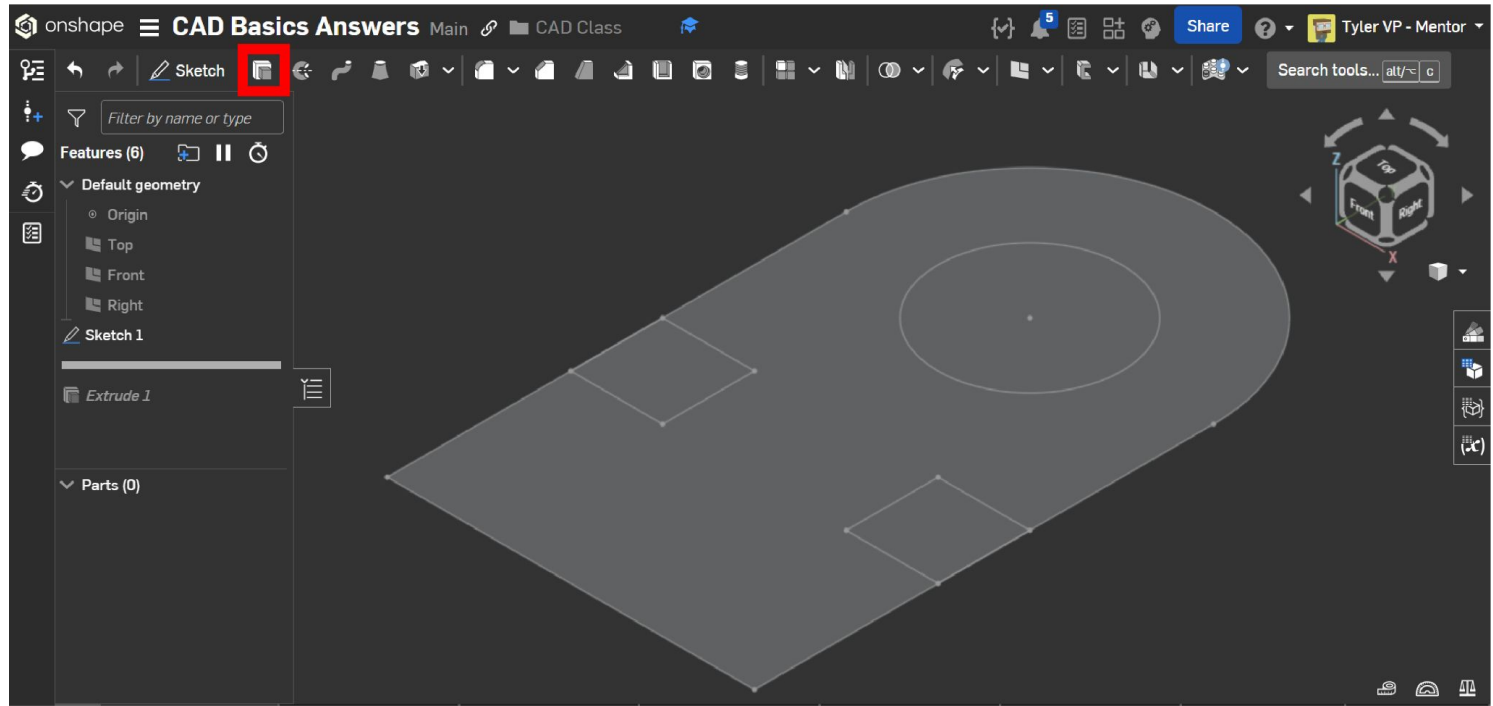 onshape CAD Basics Answers Main CAD Class 5 Share Tyler VP - Mentor
Sketch Search tools... alt/⌥ c
Filter by name or type
Features (6)
Default geometry
Origin
Top
Front
Right
Sketch 1
Extrude 1
Parts (0)
Z
Top
Front Right
X
(x)